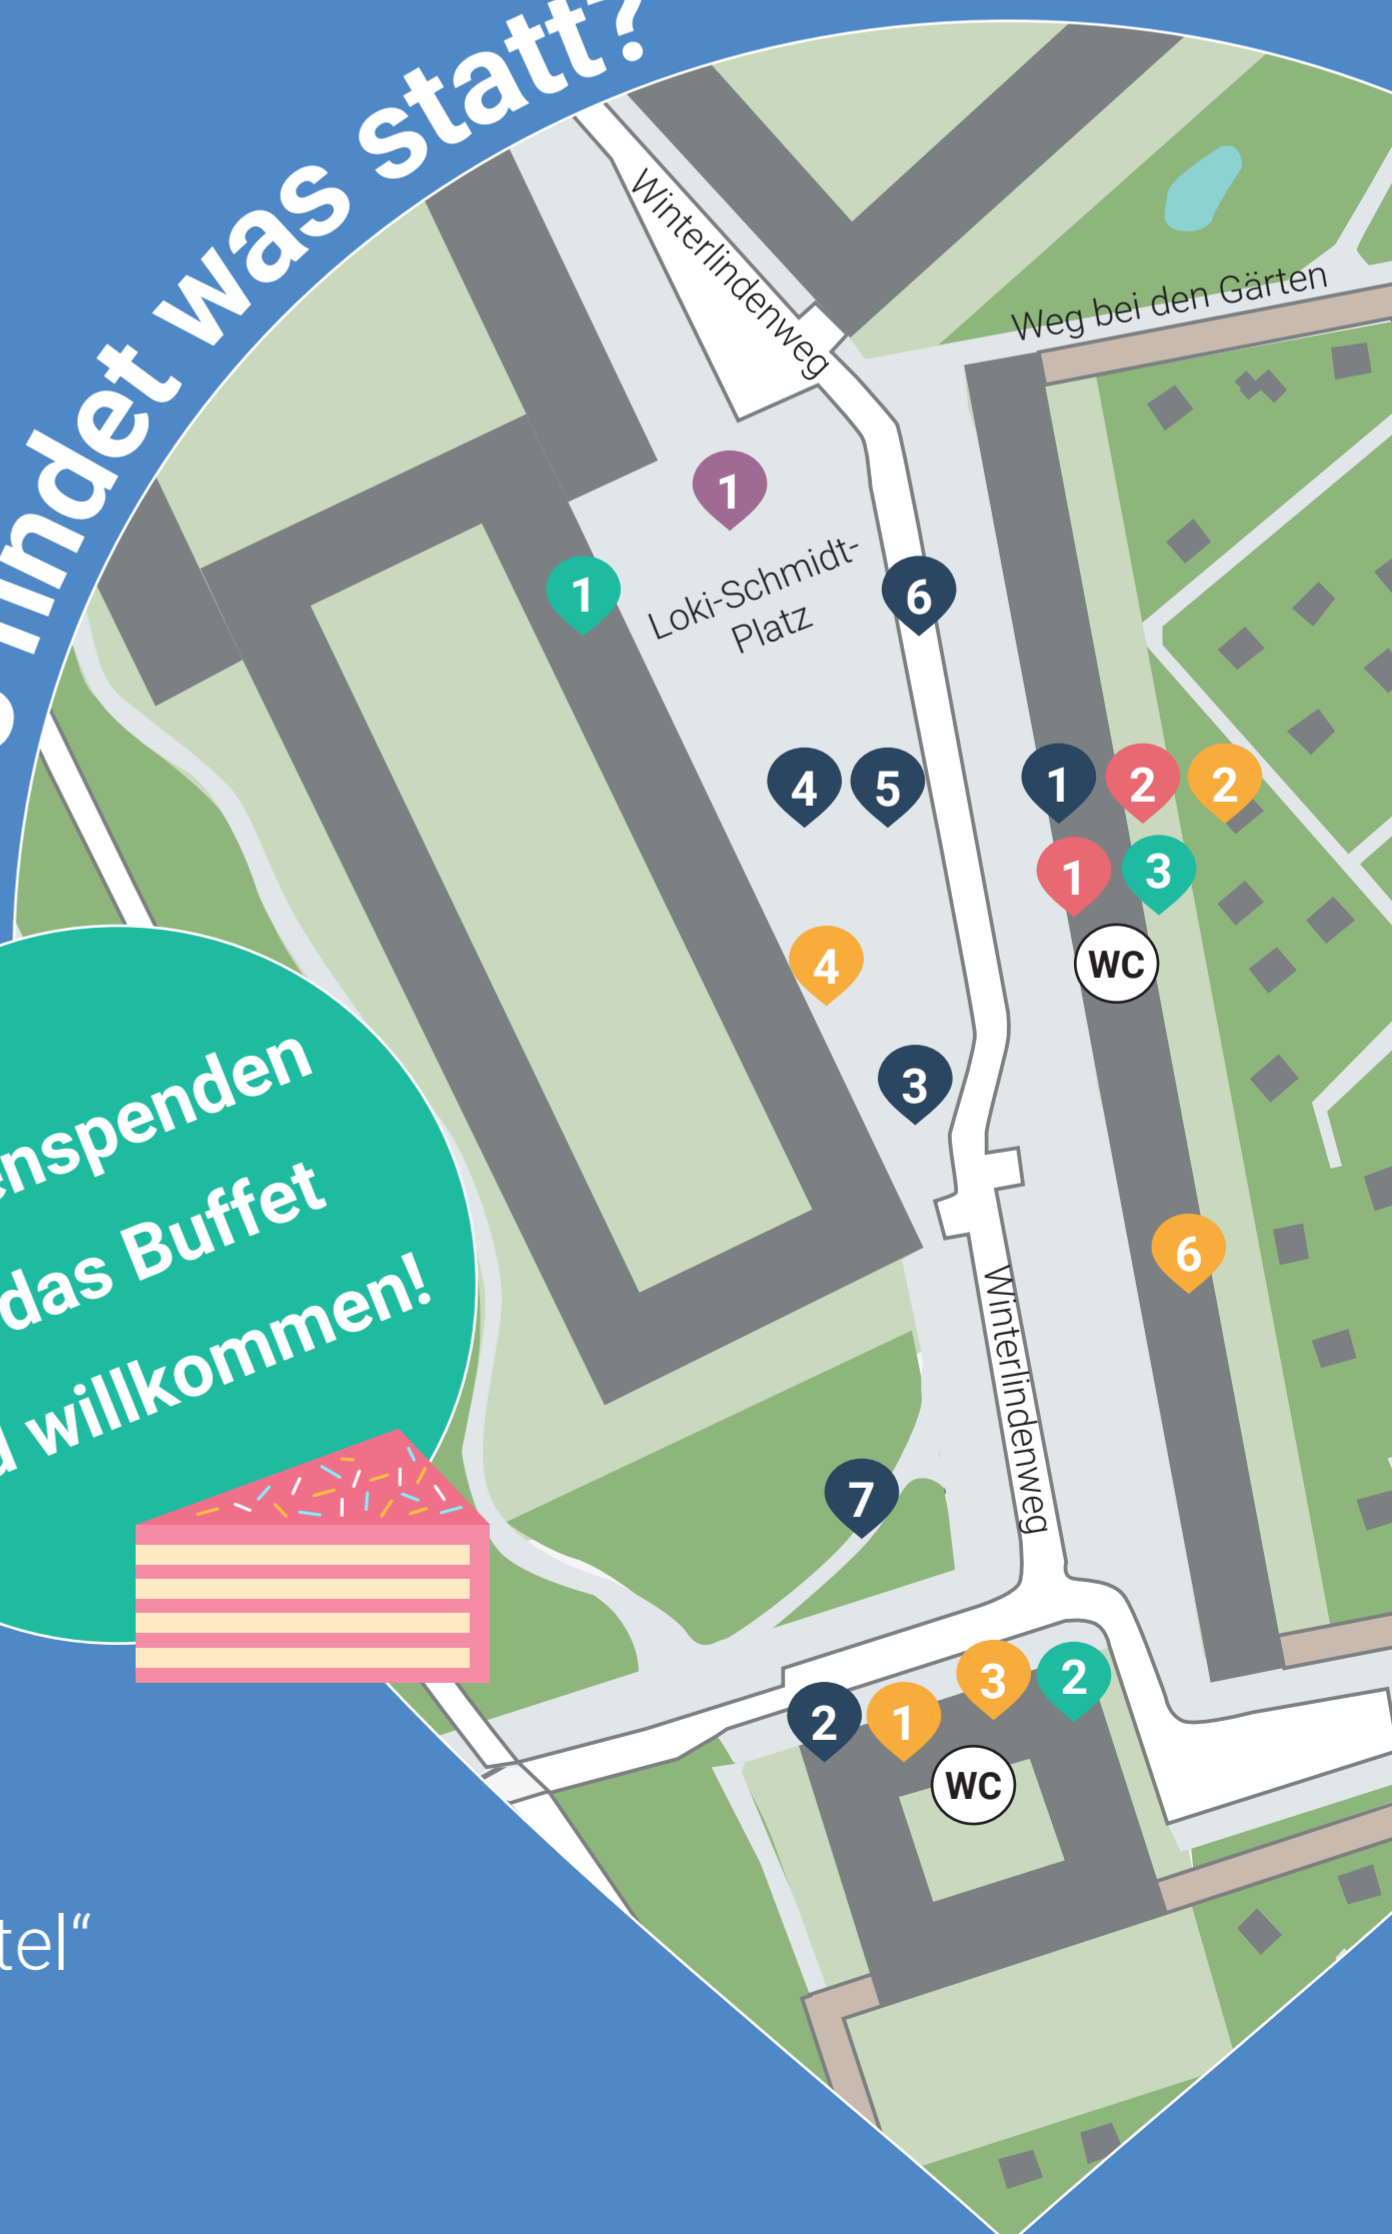 findet was statt?
Winterlindenweg
Weg bei den Gärten
1
Loki-Schmidt-
Platz
1
6
4
5
1
2
2
1
3
WC
4
3
6
Winterlindenweg
7
enspenden
das Buffet
willkommen!
3
2
2
1
WC
tel“